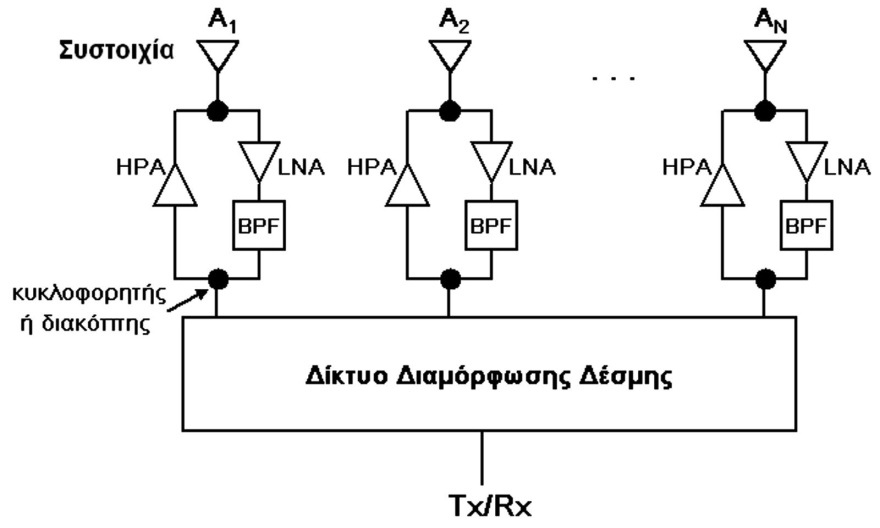 A1 A2 AN
Συστοιχία
. . .
HPA LNA HPA LNA HPA LNA
BPF BPF BPF
κυκλοφορητής
ή διακόπτης
Δίκτυο Διαμόρφωσης Δέσμης
Tx/Rx